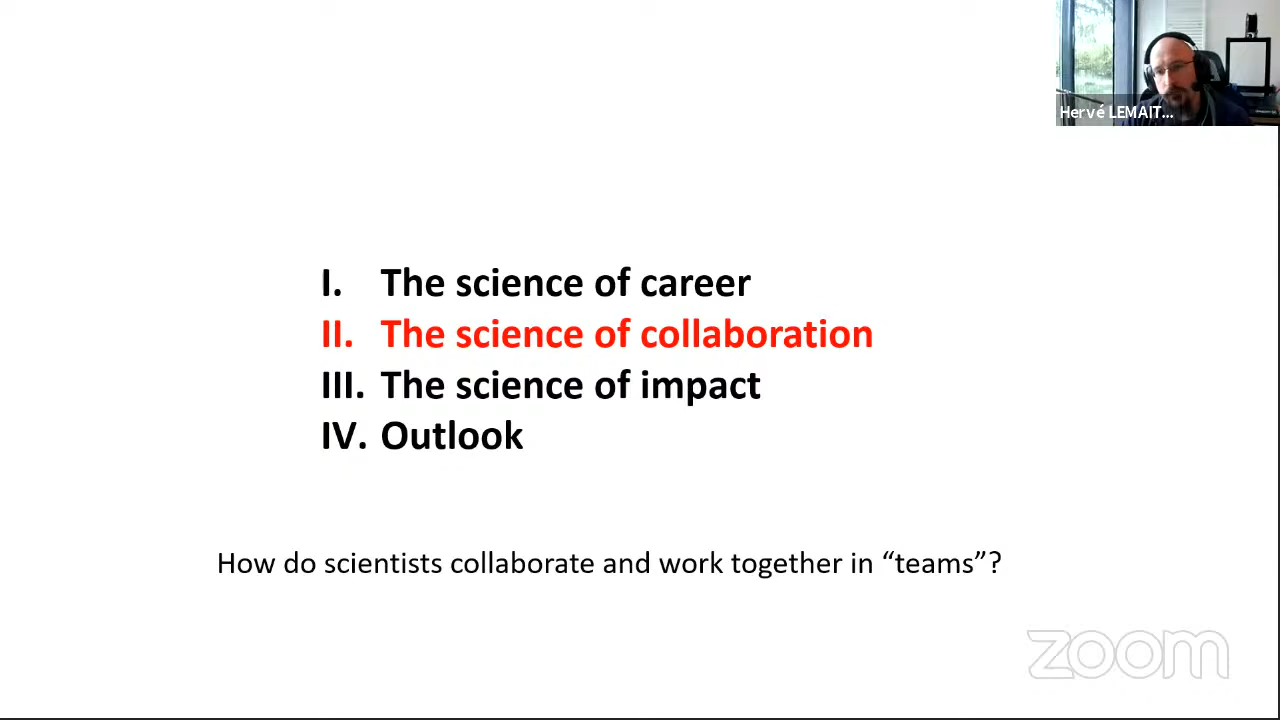 Hervé LEMAIT...
I. The science of career
II. The science of collaboration
III. The science of impact
IV. Outlook
How do scientists collaborate and work together in “teams”?
zoom